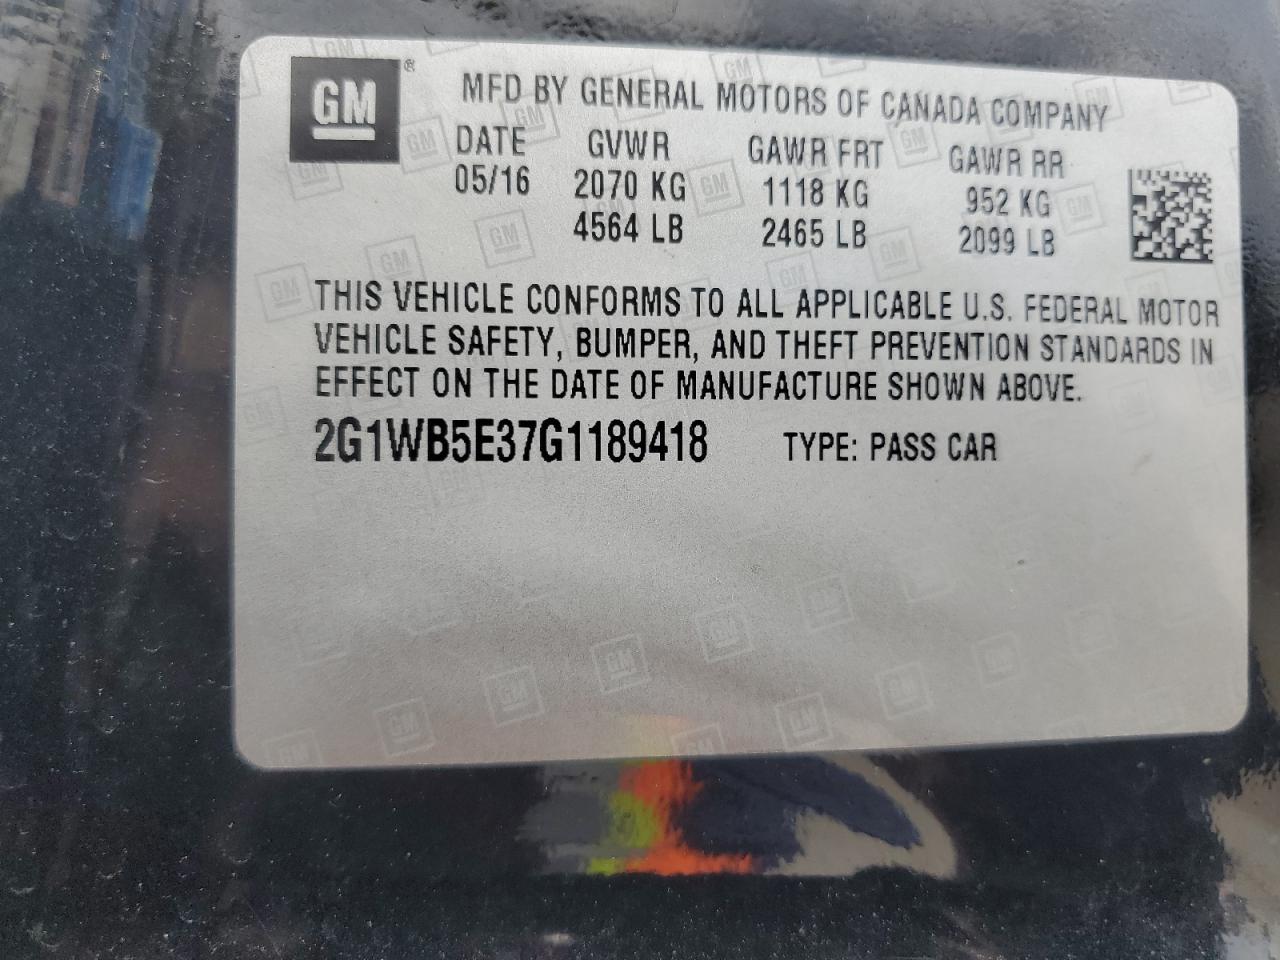 GM®
MFD BY GENERAL MOTORS OF CANADA COMPANY
DATE GVWR GAWR FRT GAWR RR
05/16 2070 KG 1118 KG 952 KG
4564 LB 2465 LB 2099 LB
THIS VEHICLE CONFORMS TO ALL APPLICABLE U.S. FEDERAL MOTOR
VEHICLE SAFETY, BUMPER, AND THEFT PREVENTION STANDARDS IN
EFFECT ON THE DATE OF MANUFACTURE SHOWN ABOVE.
2G1WB5E37G1189418 TYPE: PASS CAR